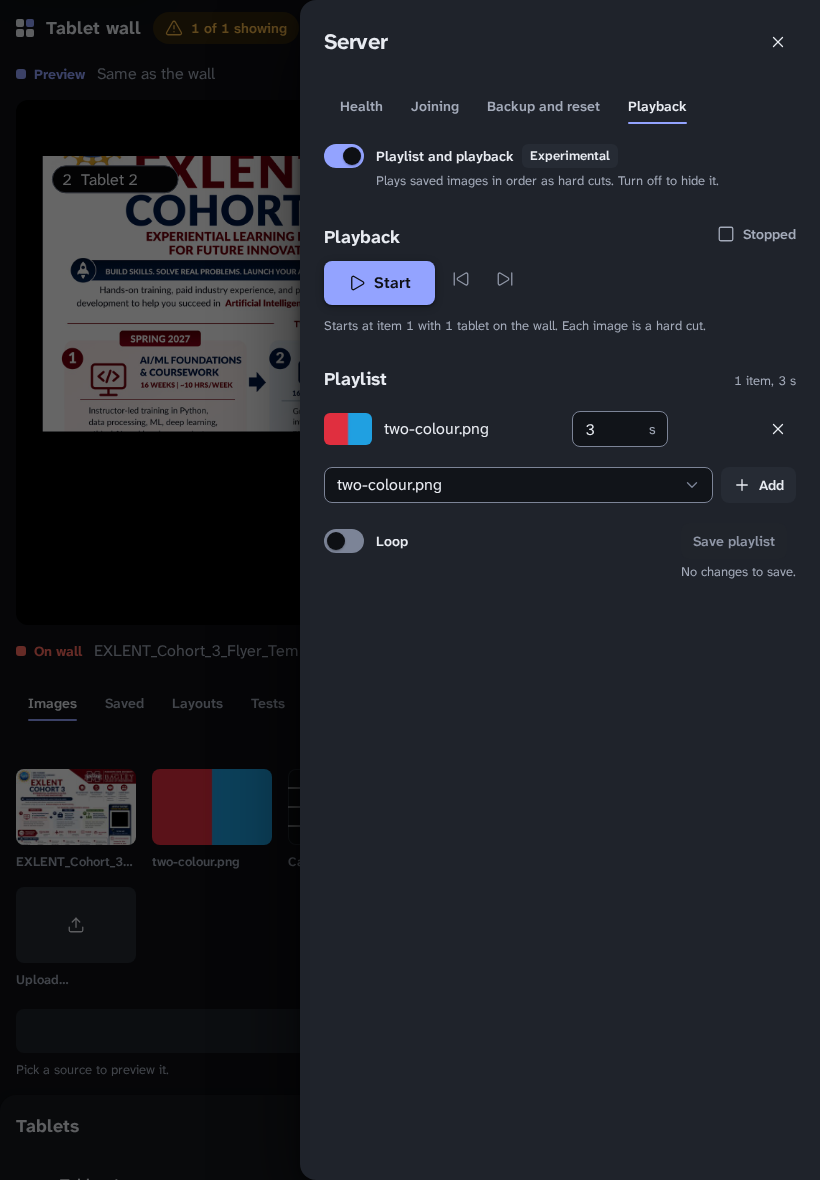 Tablet wall
1 of 1 showing
Preview Same as the wall
EXLENT
2 Tablet 2
COHORT
EXPERIENTIAL LEARNING
FOR FUTURE
BUILD SKILLS. SOLVE REAL PROBLEMS. LAUNCH YOUR
Hands-on training, paid industry experience, and
development to help you succeed in Artificial
SPRING 2027
1
AI/ML FOUNDATIONS
& COURSEWORK
16 WEEKS | ~10 HRS/WEEK
2
Instructor-led training in Python,
data processing, ML, deep learning,
On wall EXLENT_Cohort_3_Flyer_Tem
Images Saved Layouts Tests
EXLENT
COHORT 3
EXLENT_Cohort_3... two-colour.png
Upload...
Pick a source to preview it.
Tablets
Server
Health Joining Backup and reset Playback
Playlist and playback Experimental
Plays saved images in order as hard cuts. Turn off to hide it.
Playback Stopped
Start
Starts at item 1 with 1 tablet on the wall. Each image is a hard cut.
Playlist 1 item, 3 s
two-colour.png 3 s
two-colour.png Add
Loop Save playlist
No changes to save.